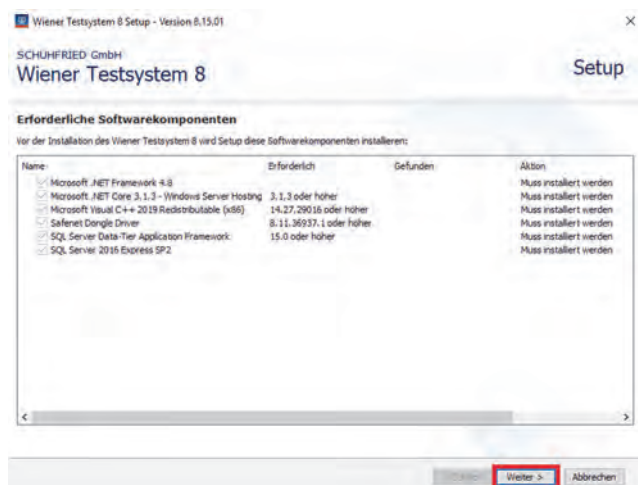 Wiener Testsystem 8 Setup - Version 8.15.01
SCHUHFRIED GmbH
Wiener Testsystem 8
Setup
Erforderliche Softwarekomponenten
Vor der Installation des Wiener Testsystem 8 wird Setup diese Softwarekomponenten installieren:
Name Erforderlich Gefunden Aktion
Microsoft .NET Framework 4.8 Muss installiert werden
Microsoft .NET Core 3.1.3 - Windows Server Hosting 3.1.3 oder höher Muss installiert werden
Microsoft Visual C++ 2019 Redistributable (x86) 14.27.29016 oder höher Muss installiert werden
Safenet Dongle Driver 8.11.36937.1 oder höher Muss installiert werden
SQL Server Data-Tier Application Framework 15.0 oder höher Muss installiert werden
SQL Server 2016 Express SP2 Muss installiert werden
Weiter > Abbrechen